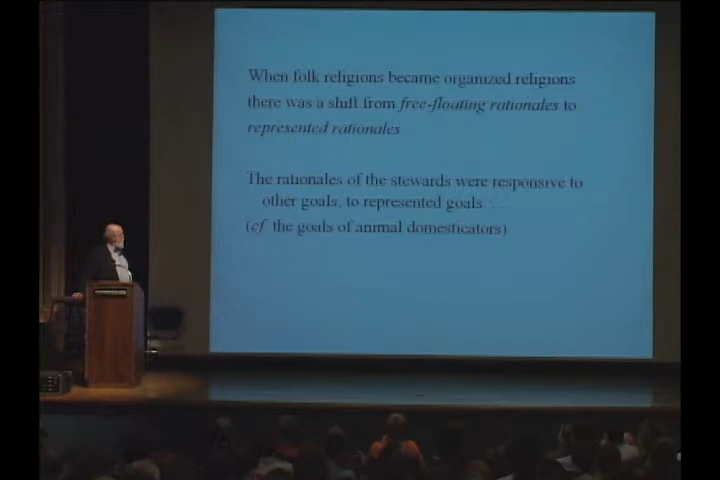 When folk religions became organized religions
there was a shift from free-floating rationales to
represented rationales
The rationales of the stewards were responsive to
other goals, to represented goals. . . .
(cf the goals of animal domesticators)